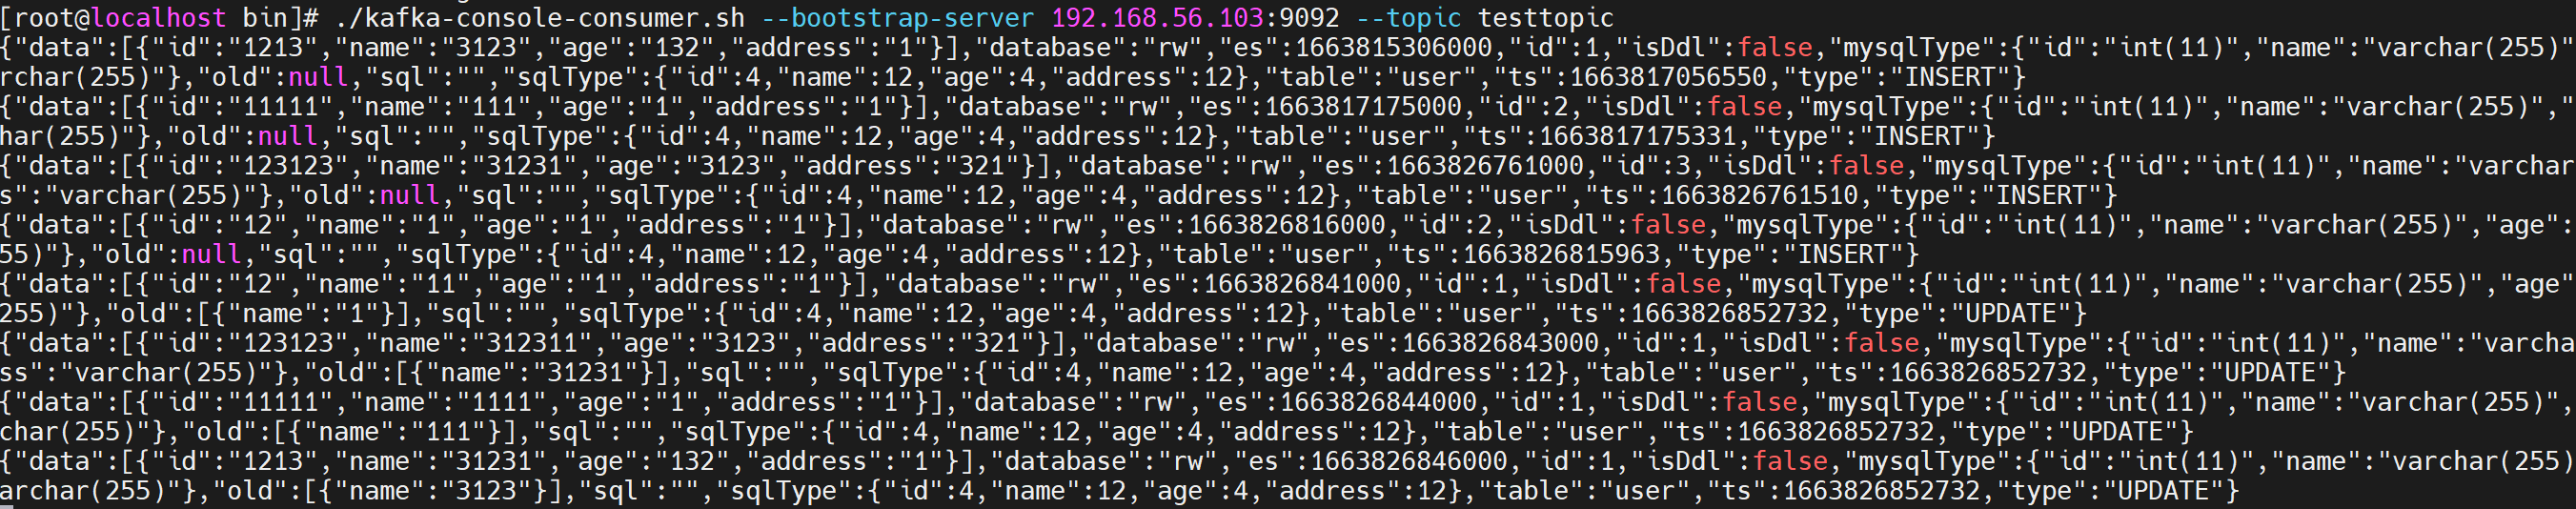 [root@localhost bin]# ./kafka-console-consumer.sh --bootstrap-server 192.168.56.103:9092 --topic testtopic
{"data":[{"id":"1213","name":"3123","age":"132","address":"1"}],"database":"rw","es":1663815306000,"id":1,"isDdl":false,"mysqlType":{"id":"int(11)","name":"varchar(255)"
rchar(255)"},"old":null,"sql":"","sqlType":{"id":4,"name":12,"age":4,"address":12},"table":"user","ts":1663817056550,"type":"INSERT"}
{"data":[{"id":"11111","name":"111","age":"1","address":"1"}],"database":"rw","es":1663817175000,"id":2,"isDdl":false,"mysqlType":{"id":"int(11)","name":"varchar(255)",
har(255)"},"old":null,"sql":"","sqlType":{"id":4,"name":12,"age":4,"address":12},"table":"user","ts":1663817175331,"type":"INSERT"}
{"data":[{"id":"123123","name":"31231","age":"3123","address":"321"}],"database":"rw","es":1663826761000,"id":3,"isDdl":false,"mysqlType":{"id":"int(11)","name":"varchar
s":"varchar(255)"},"old":null,"sql":"","sqlType":{"id":4,"name":12,"age":4,"address":12},"table":"user","ts":1663826761510,"type":"INSERT"}
{"data":[{"id":"12","name":"1","age":"1","address":"1"}],"database":"rw","es":1663826816000,"id":2,"isDdl":false,"mysqlType":{"id":"int(11)","name":"varchar(255)","age":
55)"},"old":null,"sql":"","sqlType":{"id":4,"name":12,"age":4,"address":12},"table":"user","ts":1663826815963,"type":"INSERT"}
{"data":[{"id":"12","name":"11","age":"1","address":"1"}],"database":"rw","es":1663826841000,"id":1,"isDdl":false,"mysqlType":{"id":"int(11)","name":"varchar(255)","age"
255)"},"old":[{"name":"1"}],"sql":"","sqlType":{"id":4,"name":12,"age":4,"address":12},"table":"user","ts":1663826852732,"type":"UPDATE"}
{"data":[{"id":"123123","name":"312311","age":"3123","address":"321"}],"database":"rw","es":1663826843000,"id":1,"isDdl":false,"mysqlType":{"id":"int(11)","name":"varcha
ss":"varchar(255)"},"old":[{"name":"31231"}],"sql":"","sqlType":{"id":4,"name":12,"age":4,"address":12},"table":"user","ts":1663826852732,"type":"UPDATE"}
{"data":[{"id":"11111","name":"1111","age":"1","address":"1"}],"database":"rw","es":1663826844000,"id":1,"isDdl":false,"mysqlType":{"id":"int(11)","name":"varchar(255)",
char(255)"},"old":[{"name":"111"}],"sql":"","sqlType":{"id":4,"name":12,"age":4,"address":12},"table":"user","ts":1663826852732,"type":"UPDATE"}
{"data":[{"id":"1213","name":"31231","age":"132","address":"1"}],"database":"rw","es":1663826846000,"id":1,"isDdl":false,"mysqlType":{"id":"int(11)","name":"varchar(255)
archar(255)"},"old":[{"name":"3123"}],"sql":"","sqlType":{"id":4,"name":12,"age":4,"address":12},"table":"user","ts":1663826852732,"type":"UPDATE"}